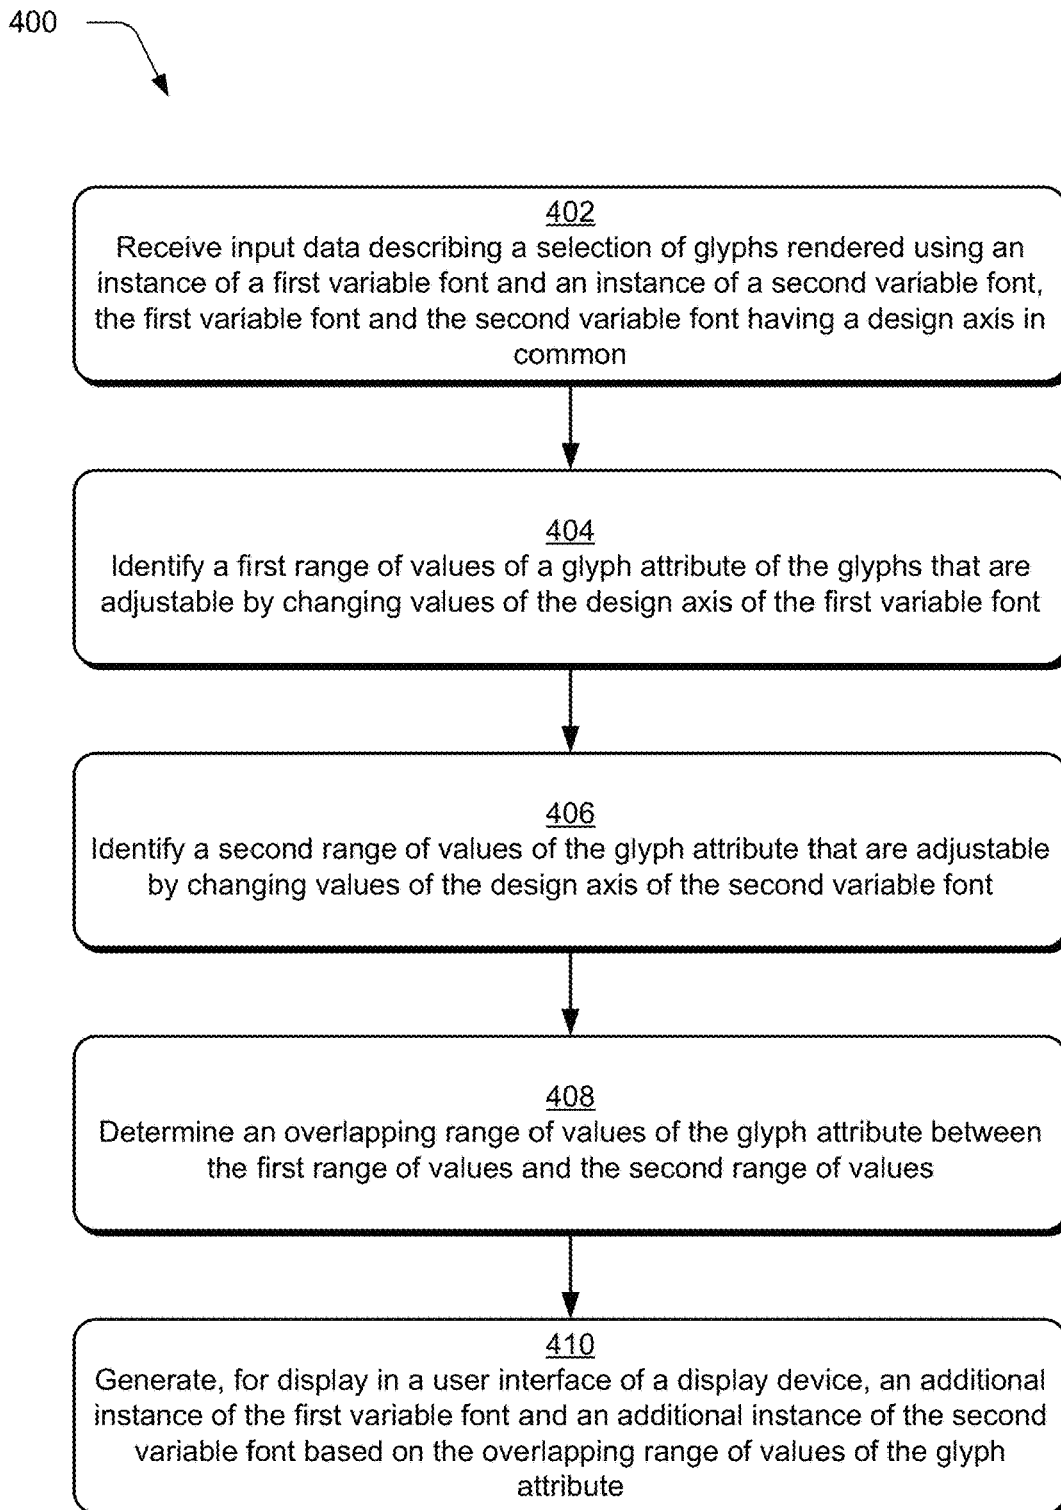 400
402
Receive input data describing a selection of glyphs rendered using an
instance of a first variable font and an instance of a second variable font,
the first variable font and the second variable font having a design axis in
common
404
Identify a first range of values of a glyph attribute of the glyphs that are
adjustable by changing values of the design axis of the first variable font
406
Identify a second range of values of the glyph attribute that are adjustable
by changing values of the design axis of the second variable font
408
Determine an overlapping range of values of the glyph attribute between
the first range of values and the second range of values
410
Generate, for display in a user interface of a display device, an additional
instance of the first variable font and an additional instance of the second
variable font based on the overlapping range of values of the glyph
attribute